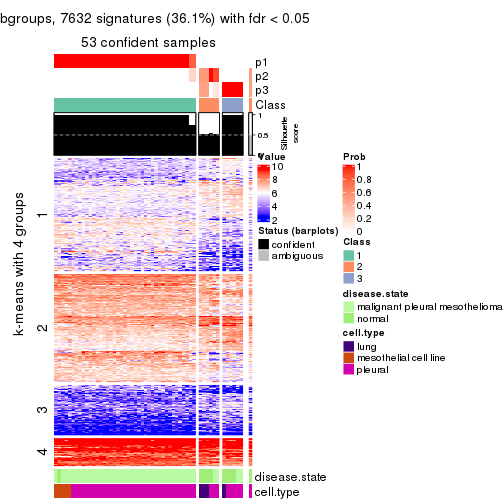 bgroups, 7632 signatures (36.1%) with fdr < 0.05
53 confident samples
p1
p2
p3
Class
1
0.5
0
Silhouette
score
k-means with 4 groups
1
2
3
4
disease.state
cell.type
Value
10
8
6
4
2
Status (barplots)
confident
ambiguous
Prob
1
0.8
0.6
0.4
0.2
0
Class
1
2
3
disease.state
malignant pleural mesothelioma
normal
cell.type
lung
mesothelial cell line
pleural